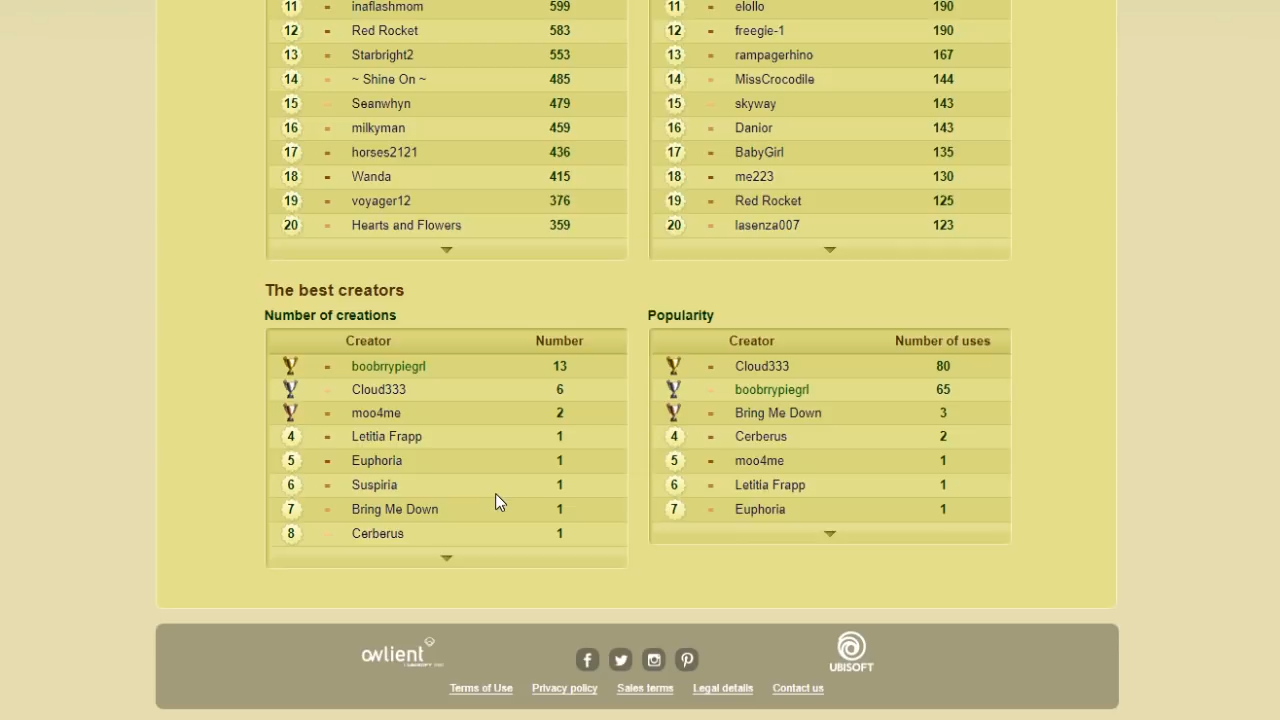 11 - inaflashmom 599
12 - Red Rocket 583
13 - Starbright2 553
14 - ~ Shine On ~ 485
15 - Seanwhyn 479
16 - milkyman 459
17 - horses2121 436
18 - Wanda 415
19 - voyager12 376
20 - Hearts and Flowers 359
11 - elollo 190
12 - freegie-1 190
13 - rampagerhino 167
14 - MissCrocodile 144
15 - skyway 143
16 - Danior 143
17 - BabyGirl 135
18 - me223 130
19 - Red Rocket 125
20 - lasenza007 123
The best creators
Number of creations
Creator Number
- boobrrypiegrl 13
- Cloud333 6
- moo4me 2
4 - Letitia Frapp 1
5 - Euphoria 1
6 - Suspiria 1
7 - Bring Me Down 1
8 - Cerberus 1
Popularity
Creator Number of uses
- Cloud333 80
- boobrrypiegrl 65
- Bring Me Down 3
4 - Cerberus 2
5 - moo4me 1
6 - Letitia Frapp 1
7 - Euphoria 1
owlient
UBISOFT
Terms of Use Privacy policy Sales terms Legal details Contact us